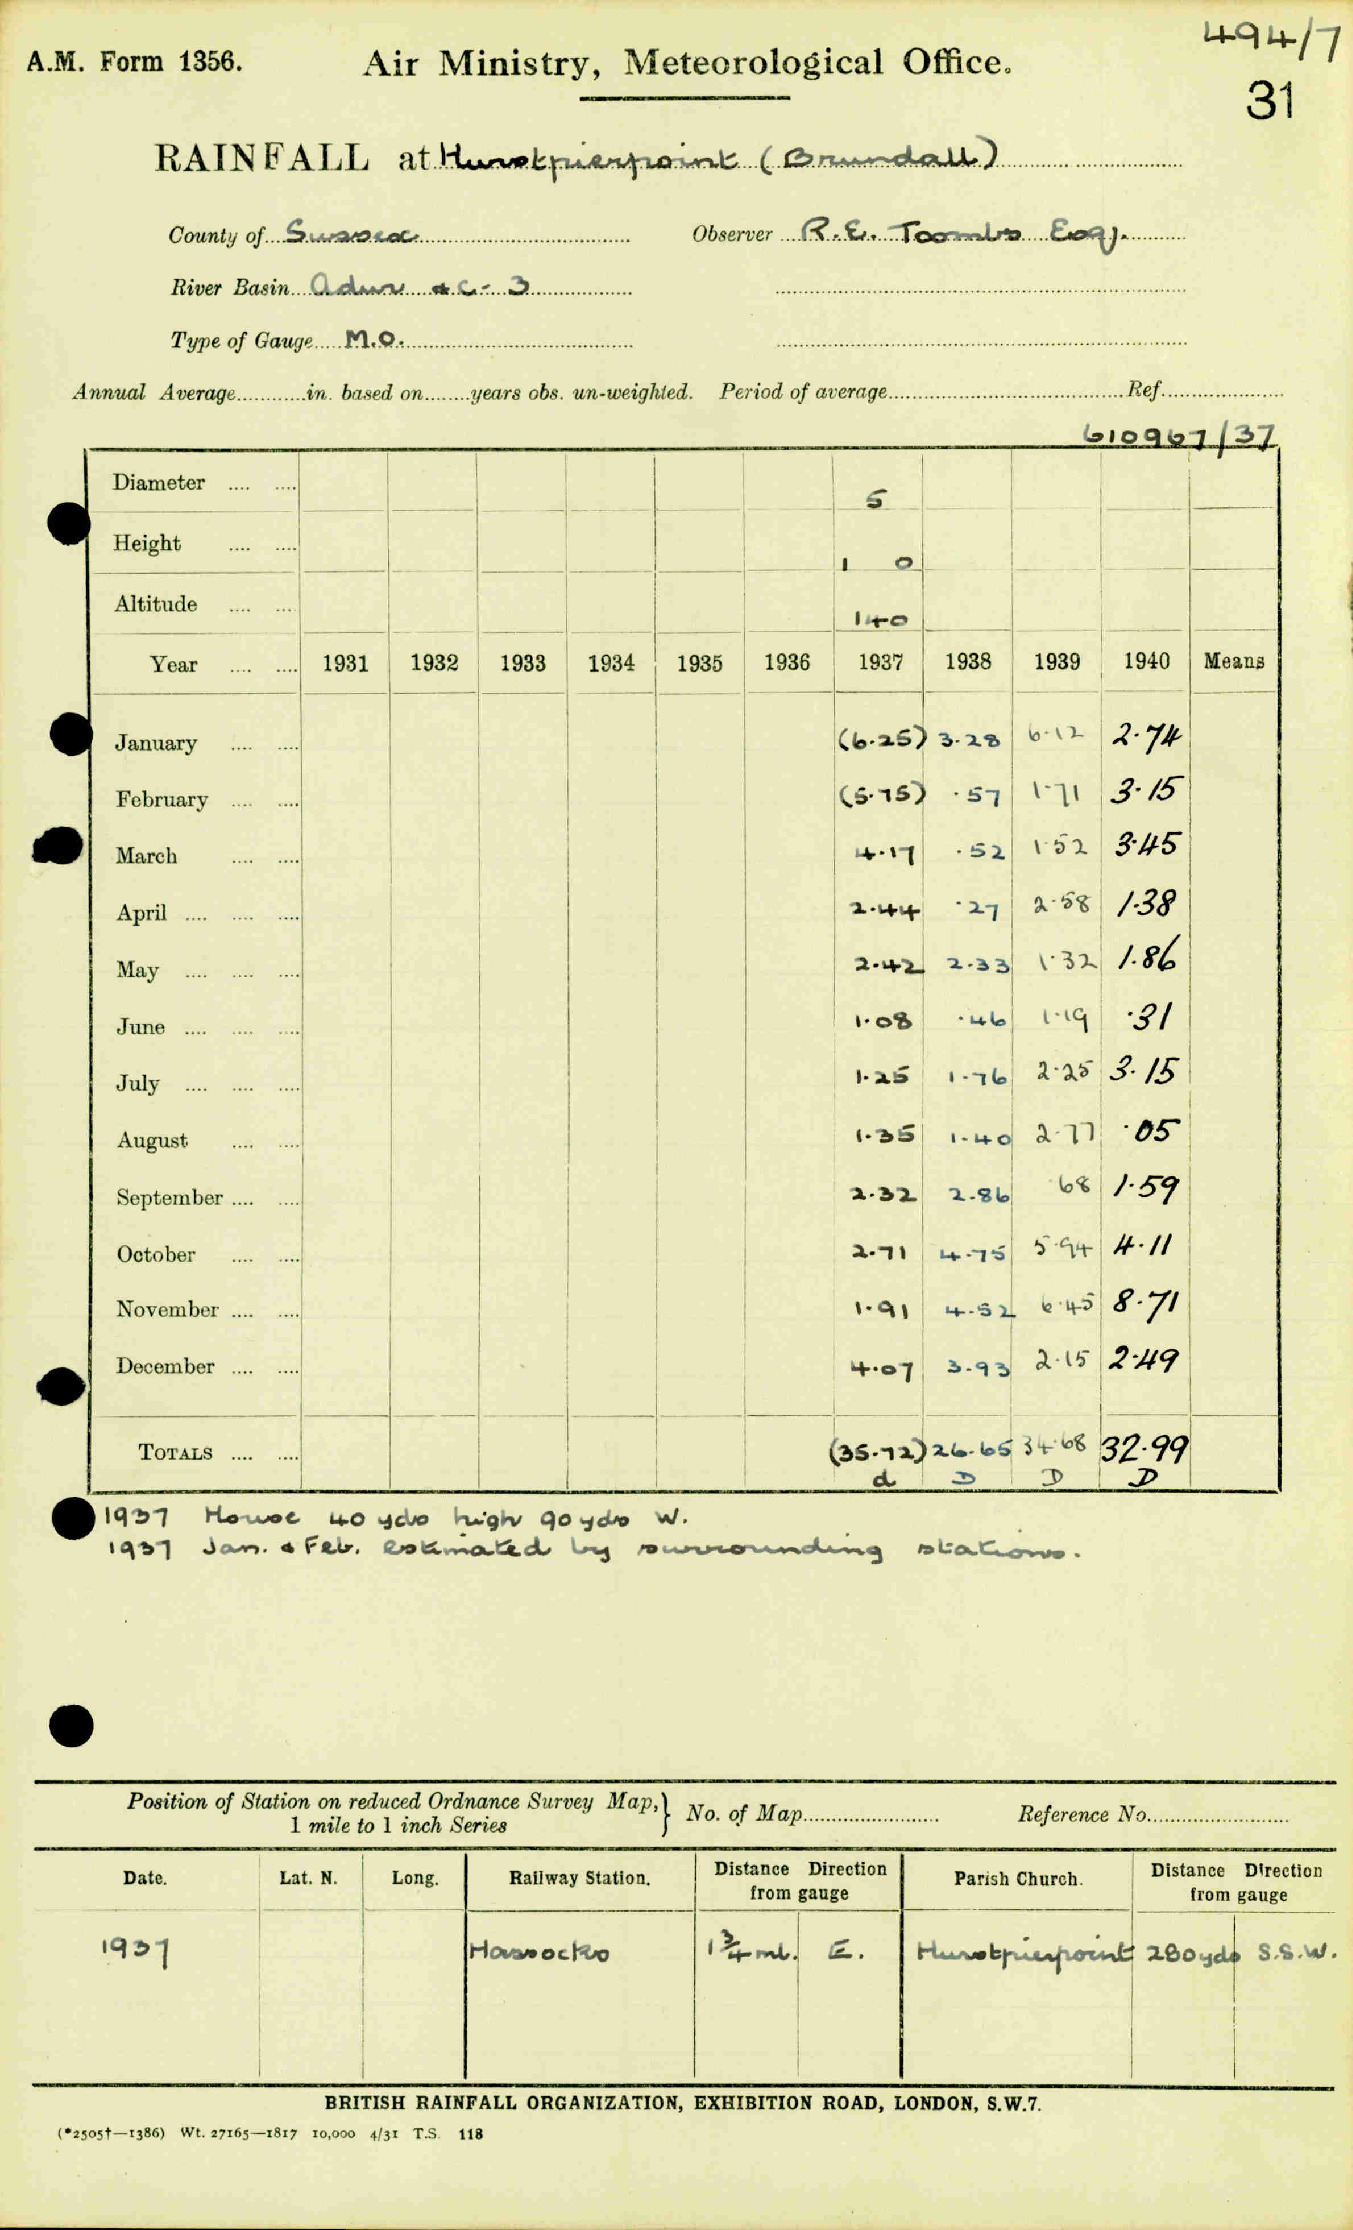 494/7
A.M. Form 1356. Air Ministry, Meteorological Office.
31
RAINFALL at Hurstpierpoint (Brundall)
County of Sussex Observer R.E. Toombs Esq.
River Basin Adur &c - 3
Type of Gauge M.O.
Annual Average in. based on years obs. un-weighted. Period of average Ref.
610967/37
Diameter 5
Height 1 0
Altitude 140
Year 1931 1932 1933 1934 1935 1936 1937 1938 1939 1940 Means
January (6.25) 3.28 6.12 2.74
February (5.75) .57 1.71 3.15
March 4.17 .52 1.52 3.45
April 2.44 .27 2.58 1.38
May 2.42 2.33 1.32 1.86
June 1.08 .46 1.19 .31
July 1.25 1.76 2.25 3.15
August 1.35 1.40 2.77 .05
September 2.32 2.86 68 1.59
October 2.71 4.75 5.94 4.11
November 1.91 4.52 6.45 8.71
December 4.07 3.93 2.15 2.49
TOTALS (35.72) 26.65 34.68 32.99
d D D D
1937 House 40 yds high 90 yds W.
1937 Jan. & Feb. estimated by surrounding stations.
Position of Station on reduced Ordnance Survey Map, 1 mile to 1 inch Series } No. of Map Reference No.
Date. Lat. N. Long. Railway Station. Distance Direction from gauge Parish Church. Distance Direction from gauge
1937 Hassocks 1¾ ml. E. Hurstpierpoint 280 yds S.S.W.
BRITISH RAINFALL ORGANIZATION, EXHIBITION ROAD, LONDON, S.W.7.
(*2505†—1386) Wt. 27165—1817 10,000 4/31 T.S. 118